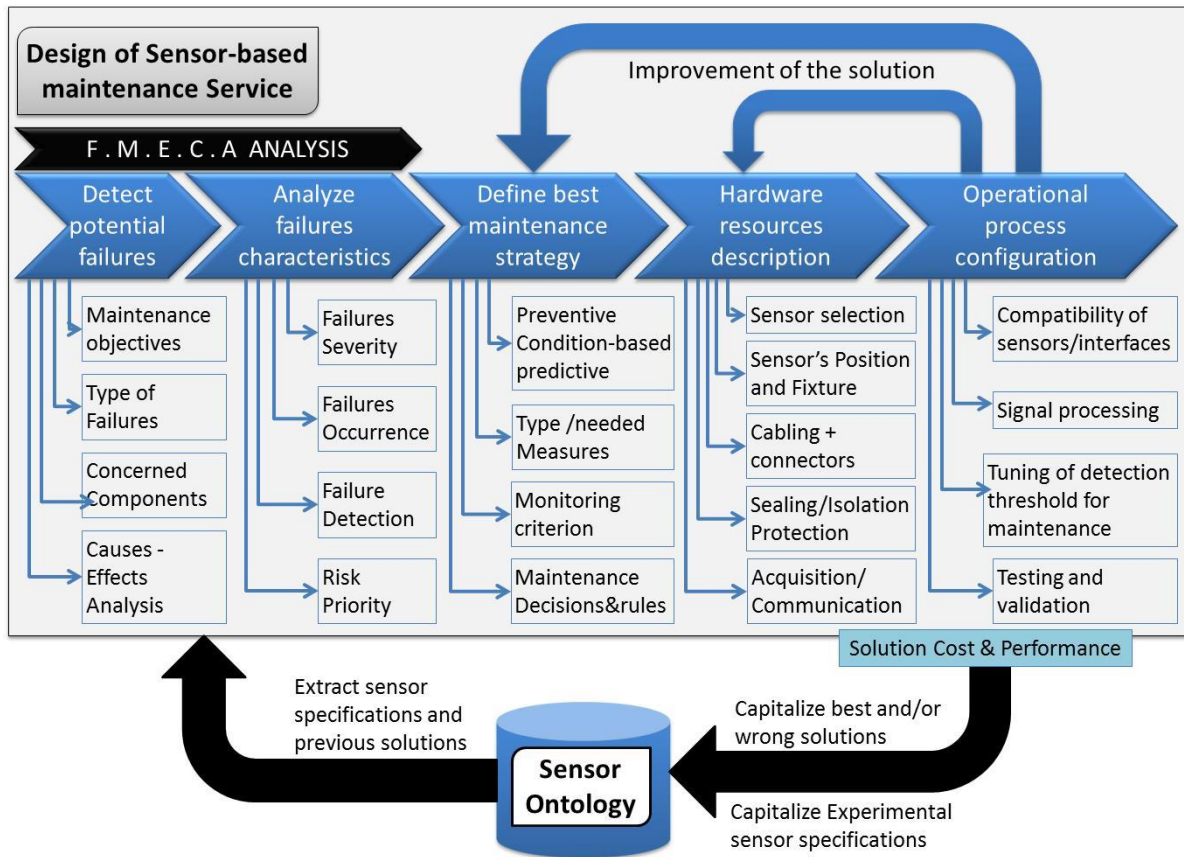 Design of Sensor-based
maintenance Service
Improvement of the solution
F . M . E . C . A ANALYSIS
Detect
potential
failures
Analyze
failures
characteristics
Define best
maintenance
strategy
Hardware
resources
description
Operational
process
configuration
Maintenance
objectives
Type of
Failures
Concerned
Components
Causes -
Effects
Analysis
Failures
Severity
Failures
Occurrence
Failure
Detection
Risk
Priority
Preventive
Condition-based
predictive
Type /needed
Measures
Monitoring
criterion
Maintenance
Decisions&rules
Sensor selection
Sensor's Position
and Fixture
Cabling +
connectors
Sealing/Isolation
Protection
Acquisition/
Communication
Compatibility of
sensors/interfaces
Signal processing
Tuning of detection
threshold for
maintenance
Testing and
validation
Solution Cost & Performance
Extract sensor
specifications and
previous solutions
Sensor
Ontology
Capitalize best and/or
wrong solutions
Capitalize Experimental
sensor specifications